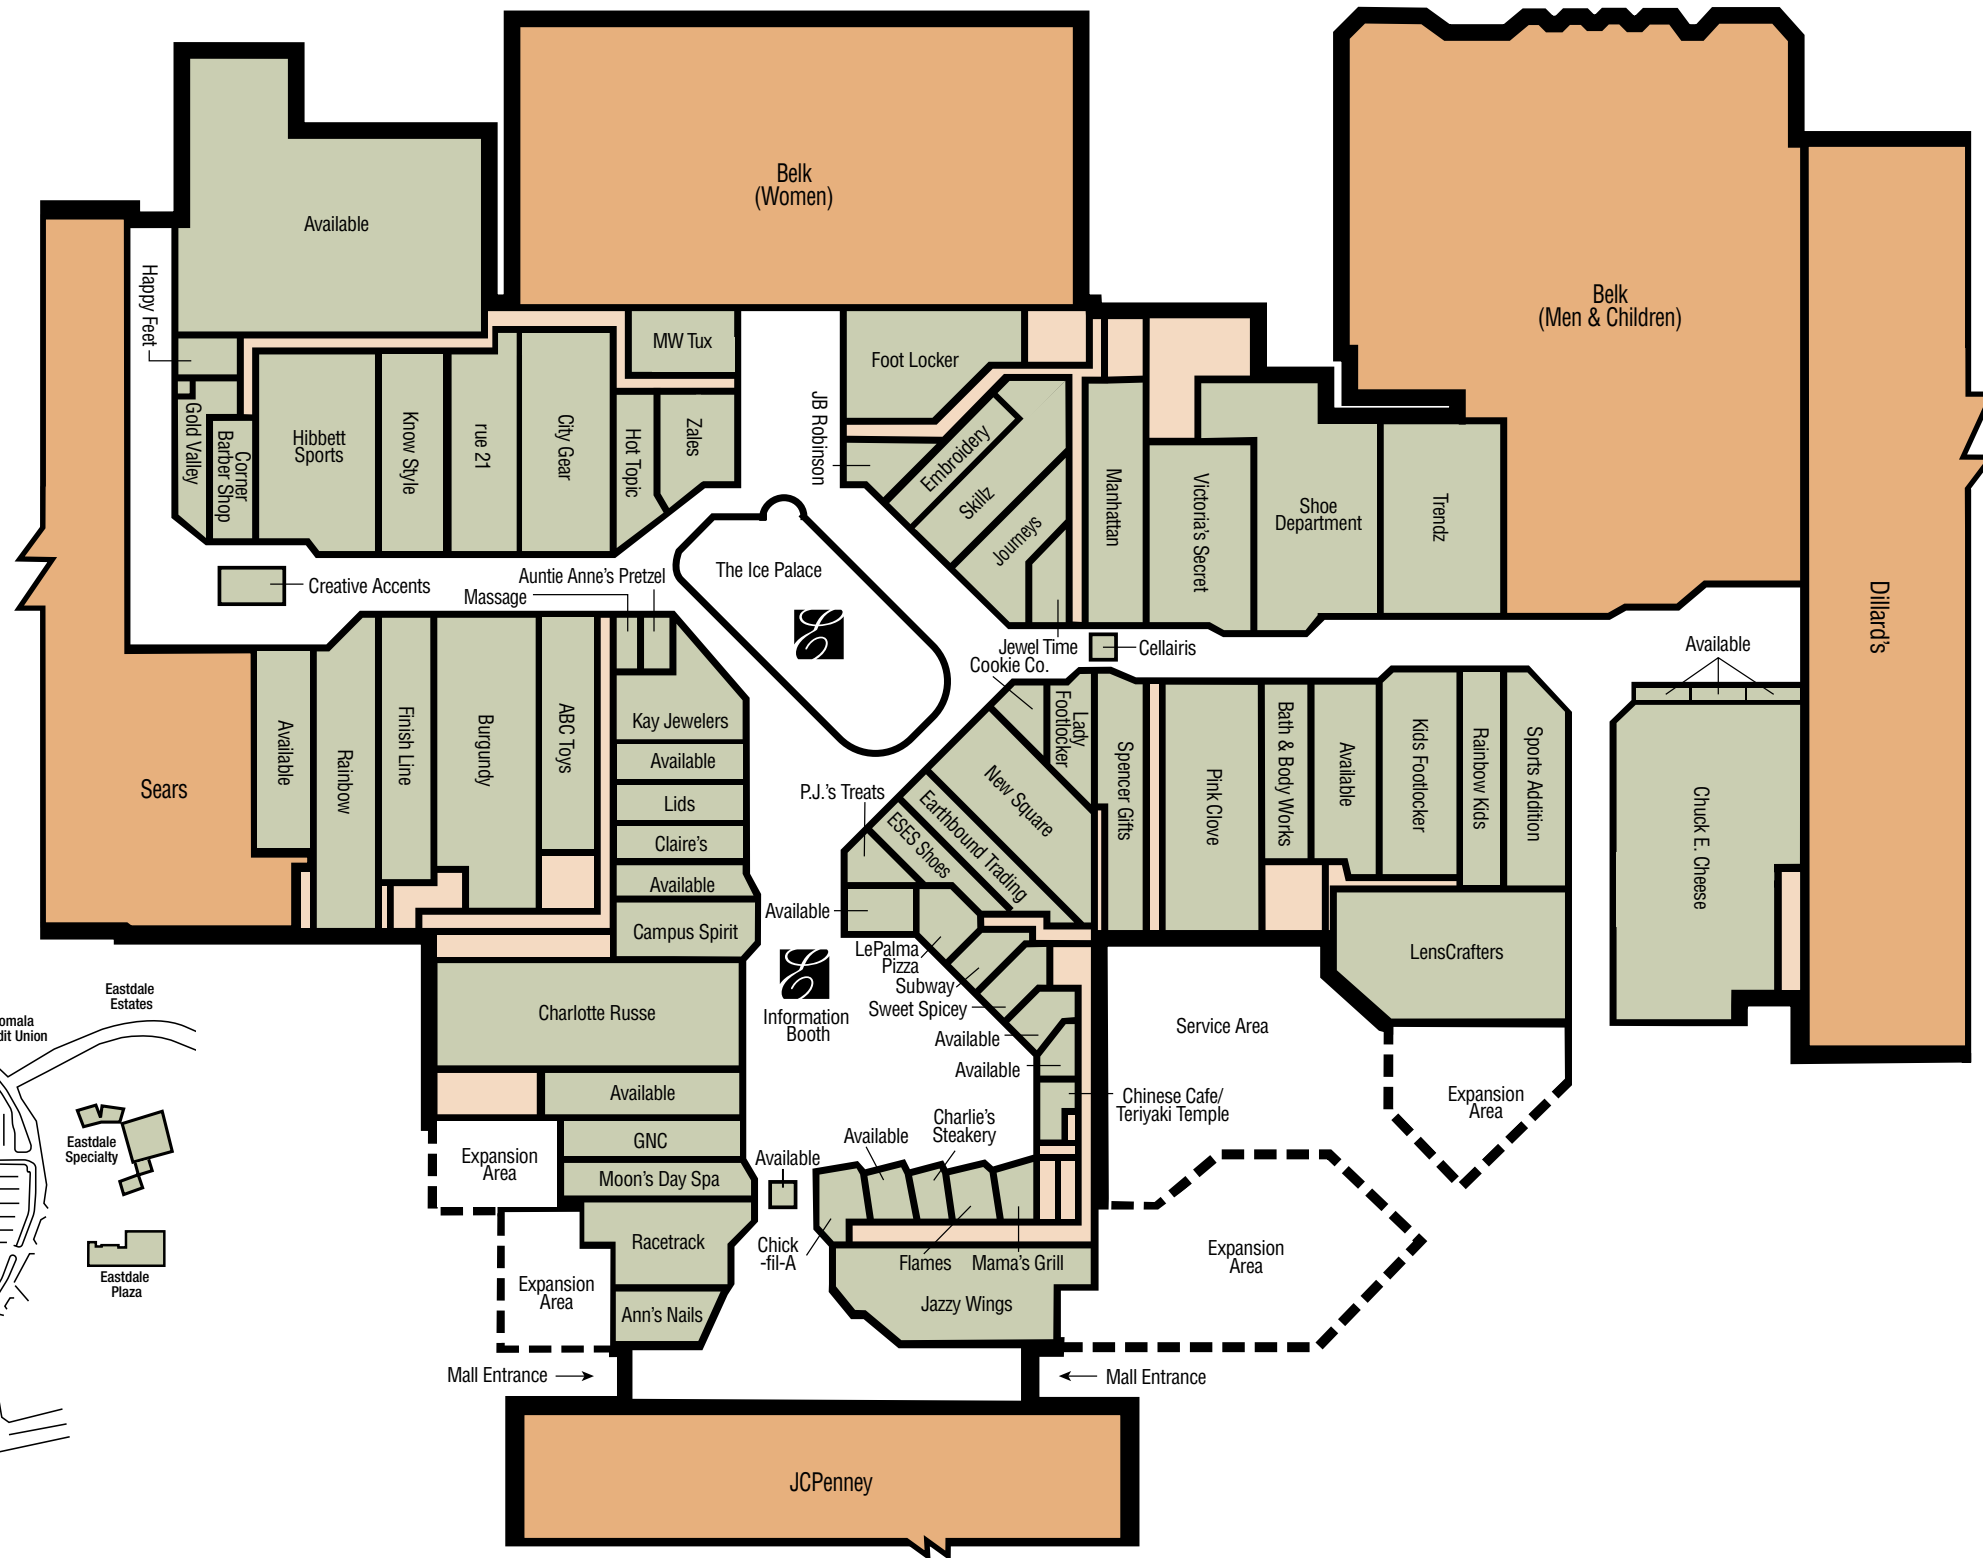 Belk
(Women)
Belk
(Men & Children)
Available
Happy Feet
MW Tux
Foot Locker
JB Robinson
Gold Valley
Corner
Barber Shop
Hibbett
Sports
Know Style
rue 21
City Gear
Hot Topic
Zales
Embroidery
Skillz
Journeys
Manhattan
Victoria's Secret
Shoe
Department
Trendz
Dillard's
The Ice Palace
Creative Accents
Auntie Anne's Pretzel
Massage
Jewel Time
Cellairis
Cookie Co.
Available
Sears
Available
Rainbow
Finish Line
Burgundy
ABC Toys
Kay Jewelers
Available
Lids
Claire's
Available
Campus Spirit
Lady
Footlocker
New Square
Earthbound Trading
ESES Shoes
P.J.'s Treats
Available
Spencer Gifts
Pink Clove
Bath & Body Works
Available
Kids Footlocker
Rainbow Kids
Sports Addition
Chuck E. Cheese
LensCrafters
LePalma
Pizza
Subway
Sweet Spicey
Available
Available
Chinese Cafe/
Teriyaki Temple
Service Area
Expansion
Area
Information
Booth
Charlotte Russe
Available
GNC
Moon's Day Spa
Expansion
Area
Available
Available
Charlie's
Steakery
Racetrack
Chick
-fil-A
Flames
Mama's Grill
Jazzy Wings
Expansion
Area
Expansion
Area
Ann's Nails
Mall Entrance
Mall Entrance
JCPenney
Eastdale
Estates
omala
dit Union
Eastdale
Specialty
Eastdale
Plaza